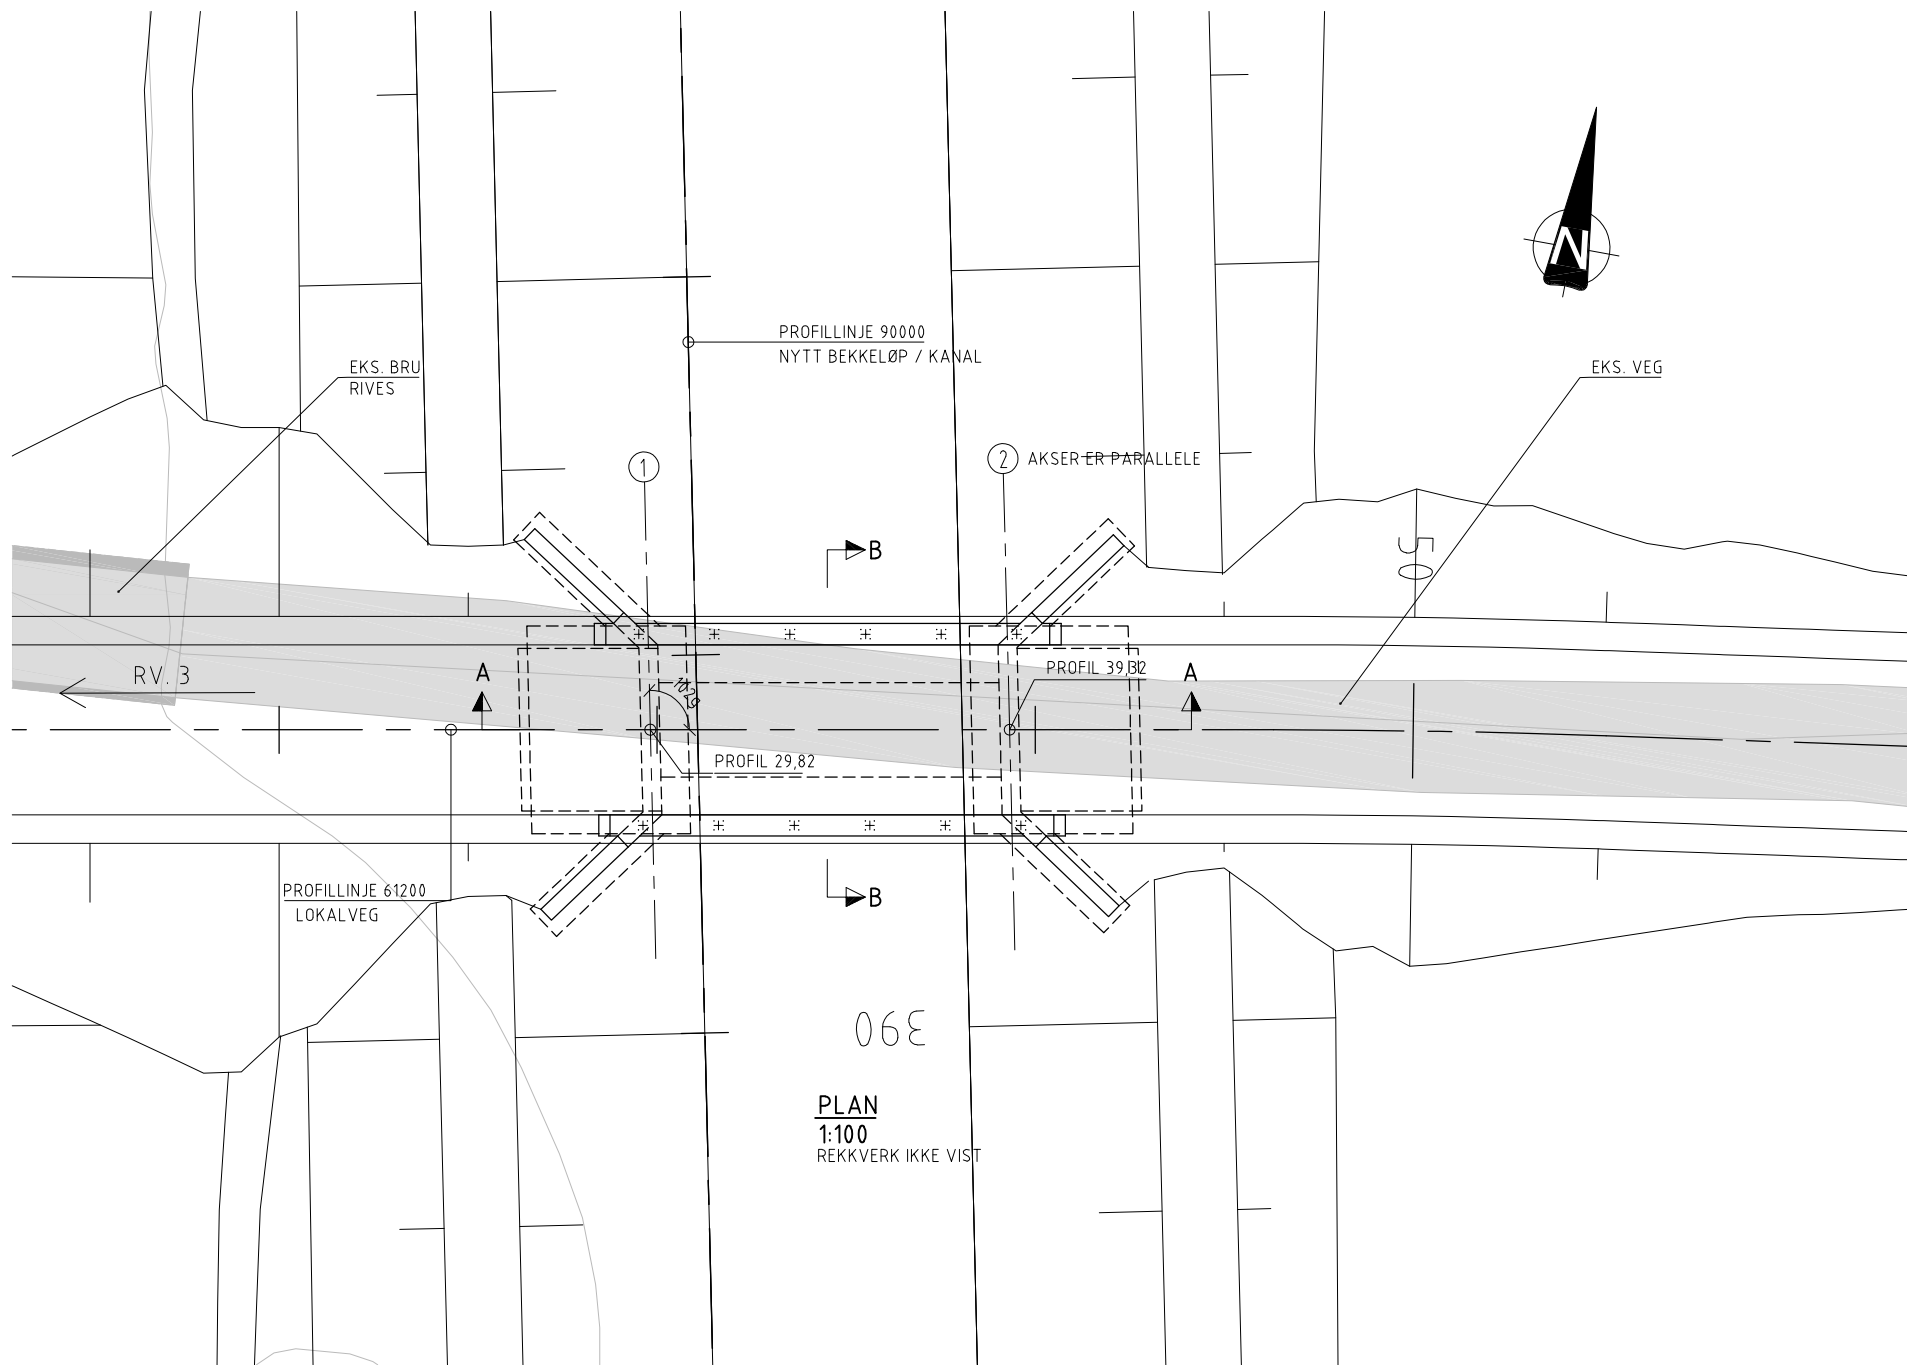 N
PROFILLINJE 90000
NYTT BEKKELØP / KANAL
EKS. BRU
RIVES
EKS. VEG
1
2
AKSER ER PARALLELE
50
B
A
RV. 3
PROFIL 39,32
A
PROFIL 29,82
PROFILLINJE 61200
LOKALVEG
B
390
PLAN
1:100
REKKVERK IKKE VIST